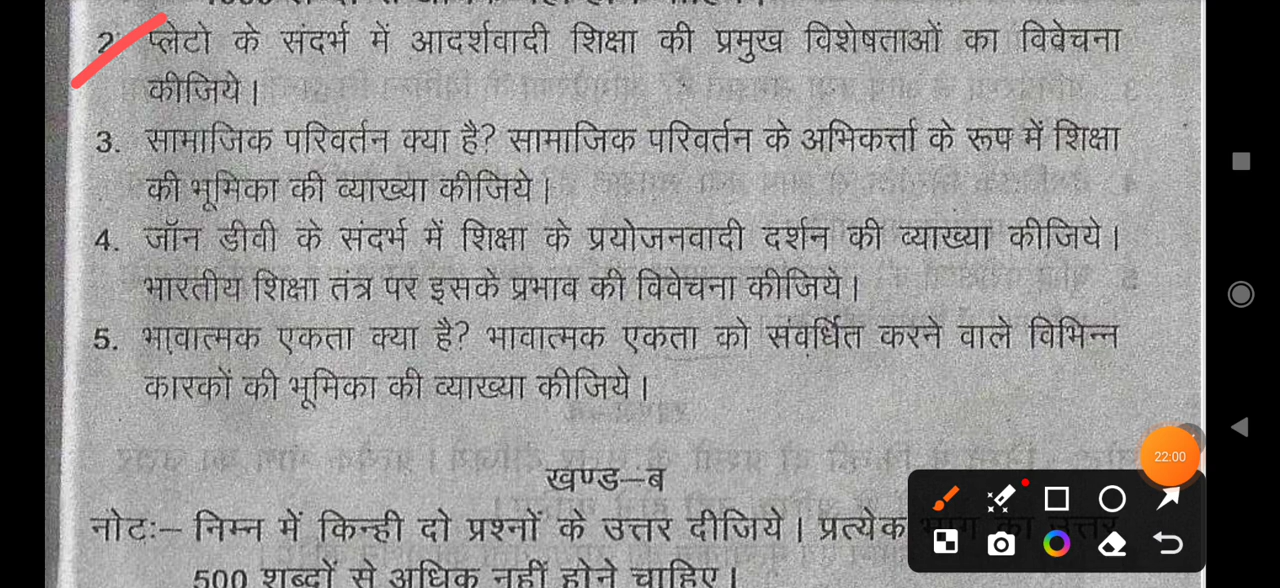 2. प्लेटो के संदर्भ में आदर्शवादी शिक्षा की प्रमुख विशेषताओं का विवेचना
कीजिये।
3. सामाजिक परिवर्तन क्या है? सामाजिक परिवर्तन के अभिकर्त्ता के रूप में शिक्षा
की भूमिका की व्याख्या कीजिये।
4. जॉन डीवी के संदर्भ में शिक्षा के प्रयोजनवादी दर्शन की व्याख्या कीजिये।
भारतीय शिक्षा तंत्र पर इसके प्रभाव की विवेचना कीजिये।
5. भावात्मक एकता क्या है? भावात्मक एकता को संवर्धित करने वाले विभिन्न
कारकों की भूमिका की व्याख्या कीजिये।
22:00
खण्ड–ब
नोटः– निम्न में किन्ही दो प्रश्नों के उत्तर दीजिये। प्रत्येक भाग का उत्तर
500 शब्दों से अधिक नहीं होने चाहिए।